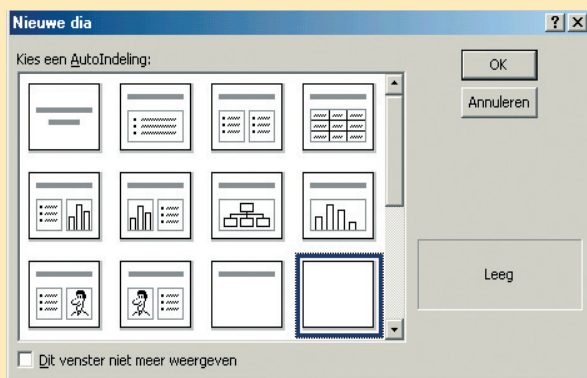 Nieuwe dia
Kies een AutoIndeling:
OK
Annuleren
Leeg
Dit venster niet meer weergeven